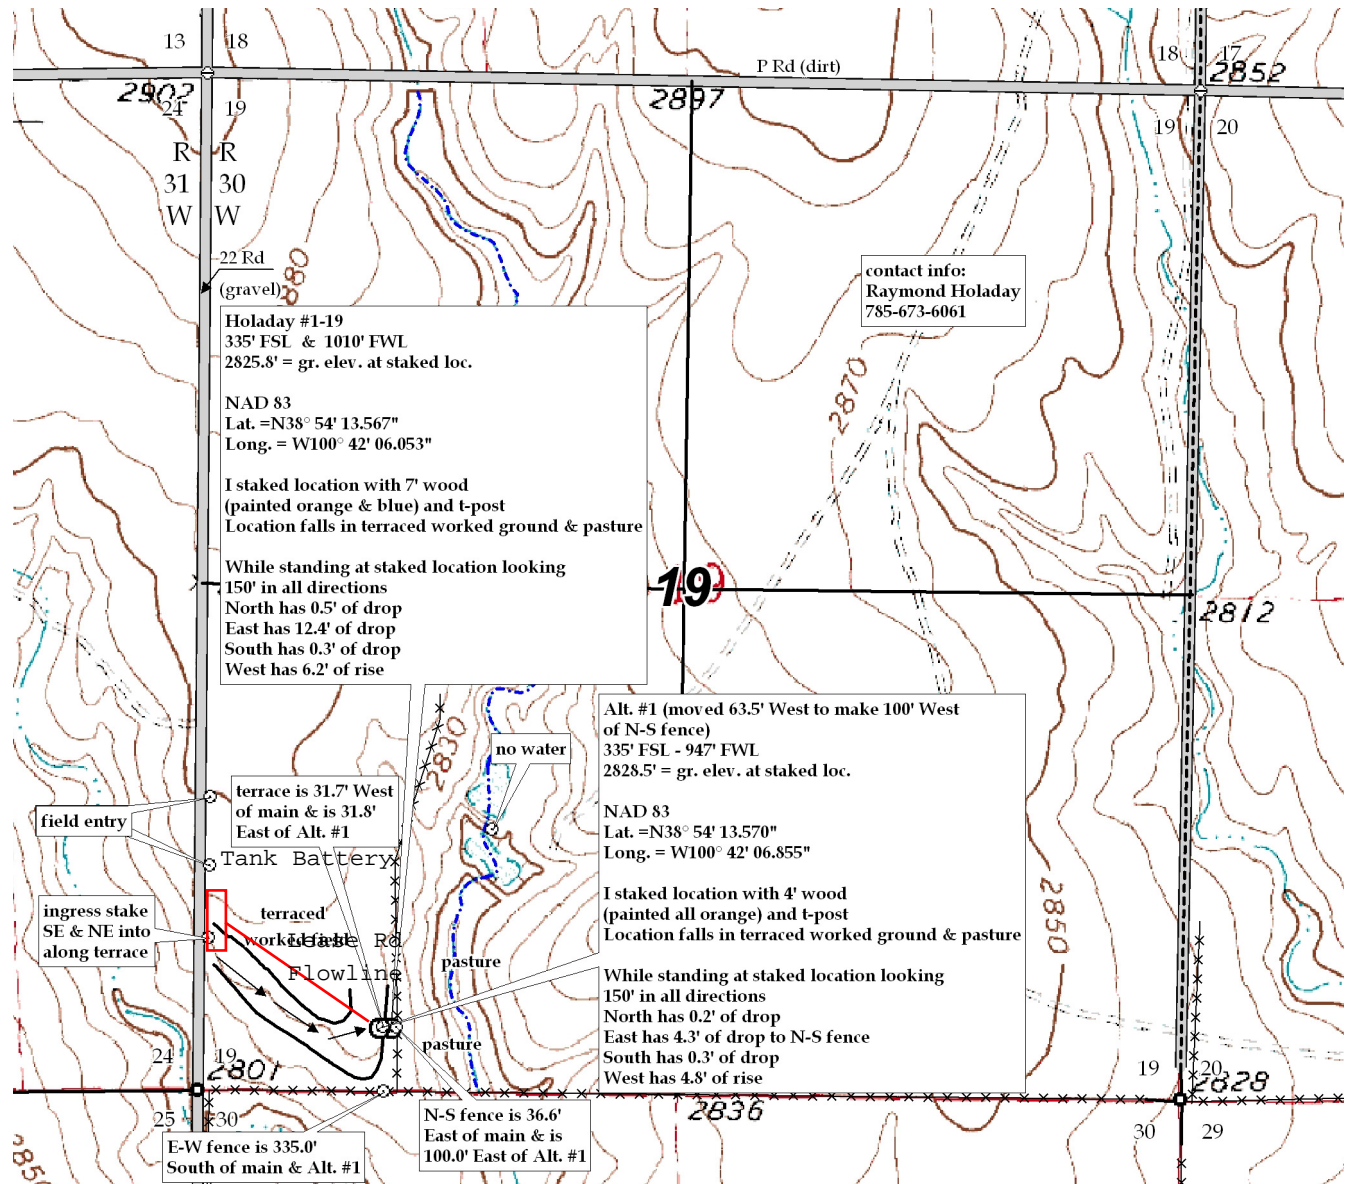 13 18
18 17
P Rd (dirt)
2902
2897
2852
24 19
19 20
R R
31 30
W W
22 Rd
(gravel)
2880
contact info:
Raymond Holaday
785-673-6061
Holaday #1-19
335' FSL & 1010' FWL
2825.8' = gr. elev. at staked loc.
NAD 83
Lat. =N38° 54' 13.567"
Long. = W100° 42' 06.053"
I staked location with 7' wood
(painted orange & blue) and t-post
Location falls in terraced worked ground & pasture
While standing at staked location looking
150' in all directions
North has 0.5' of drop
East has 12.4' of drop
South has 0.3' of drop
West has 6.2' of rise
2870
19
2812
Alt. #1 (moved 63.5' West to make 100' West
of N-S fence)
335' FSL - 947' FWL
2828.5' = gr. elev. at staked loc.
NAD 83
Lat. =N38° 54' 13.570"
Long. = W100° 42' 06.855"
I staked location with 4' wood
(painted all orange) and t-post
Location falls in terraced worked ground & pasture
While standing at staked location looking
150' in all directions
North has 0.2' of drop
East has 4.3' of drop to N-S fence
South has 0.3' of drop
West has 4.8' of rise
2830
no water
terrace is 31.7' West
of main & is 31.8'
East of Alt. #1
field entry
Tank Battery
ingress stake
SE & NE into
along terrace
terraced
worked field
Lease Rd
Flowline
pasture
pasture
2850
24 19
2801
19 20
2828
2836
25 30
30 29
E-W fence is 335.0'
South of main & Alt. #1
N-S fence is 36.6'
East of main & is
100.0' East of Alt. #1
285